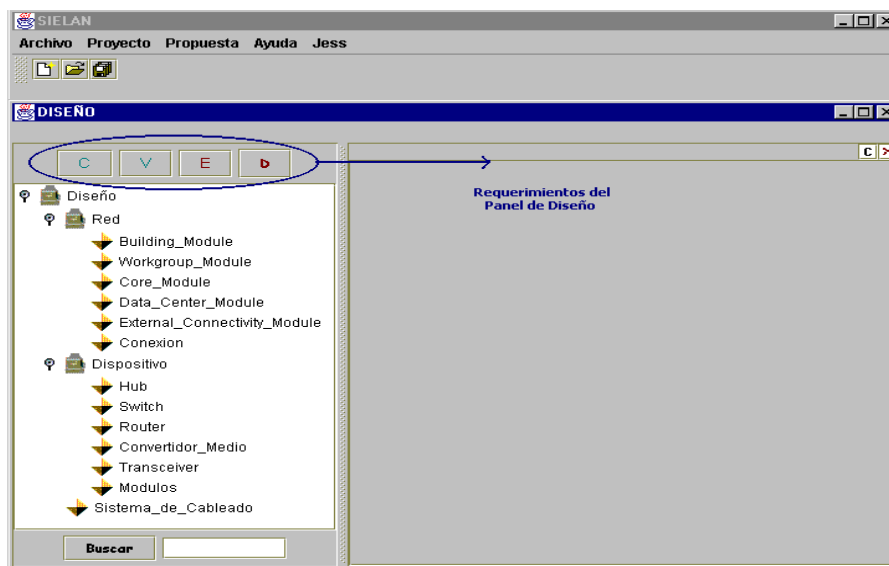 SIELAN
Archivo Proyecto Propuesta Ayuda Jess
DISEÑO
C V E D
C
Requerimientos del
Panel de Diseño
Diseño
Red
Building_Module
Workgroup_Module
Core_Module
Data_Center_Module
External_Connectivity_Module
Conexion
Dispositivo
Hub
Switch
Router
Convertidor_Medio
Transceiver
Modulos
Sistema_de_Cableado
Buscar